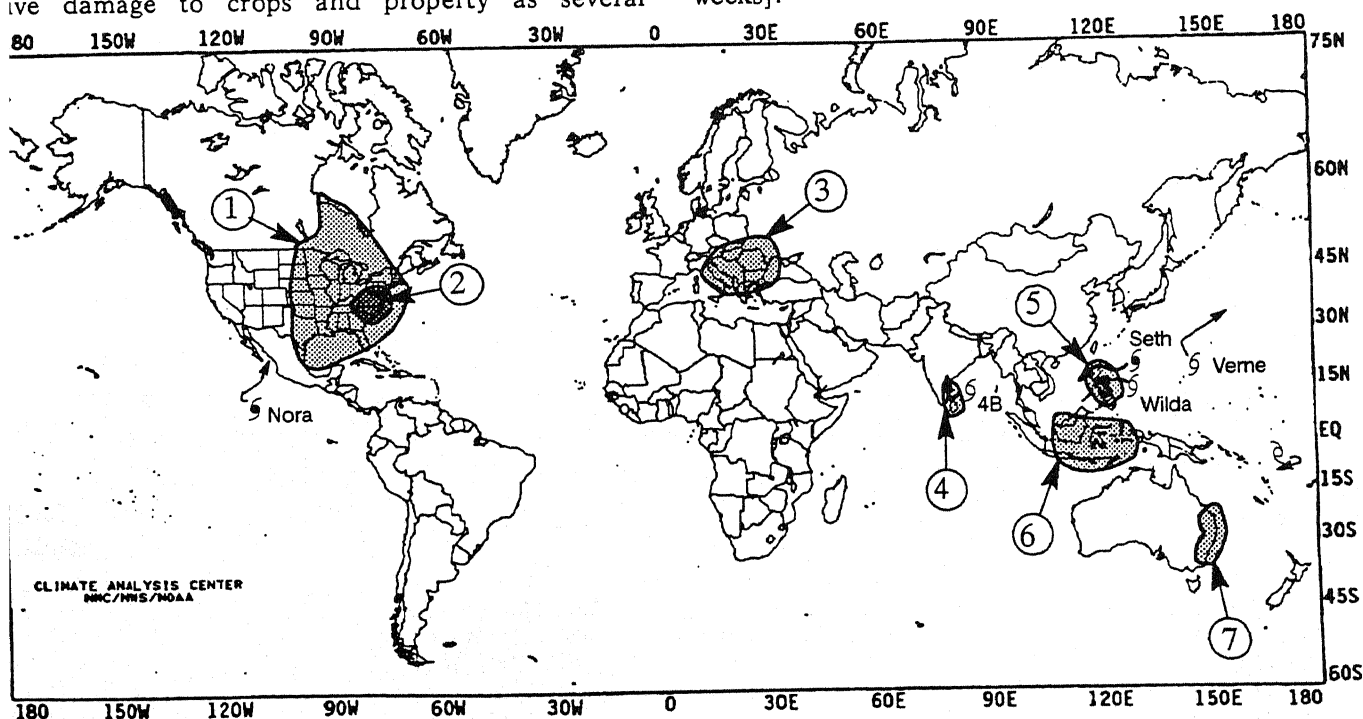 ive damage to crops and property as several weeks].
80 150W 120W 90W 60W 30W 0 30E 60E 90E 120E 150E 180
75N
60N
3
1
45N
2
5
30N
Seth
Verne
15N
4B
Wilda
Nora
EQ
4
15S
6
30S
CLIMATE ANALYSIS CENTER
NMC/NWS/NOAA
45S
7
60S
180 150W 120W 90W 60W 30W 0 30E 60E 90E 120E 150E 180